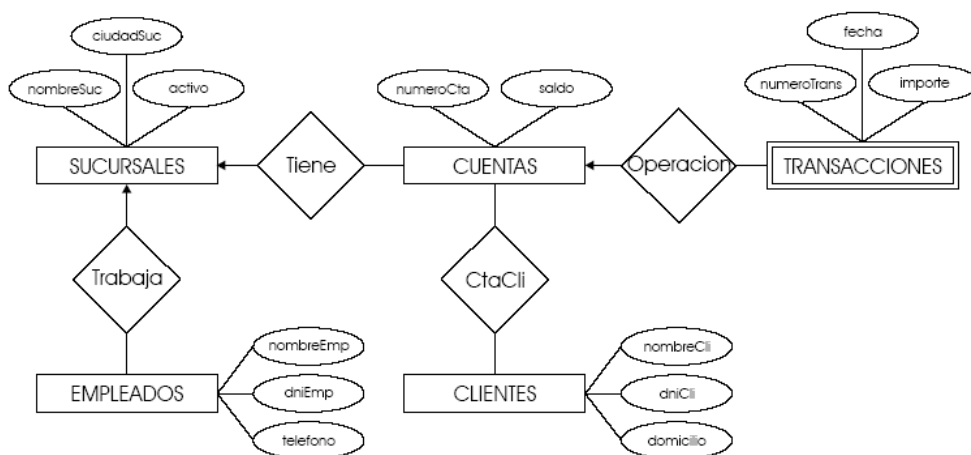 ciudadSuc
nombreSuc
activo
numeroCta
saldo
fecha
numeroTrans
importe
SUCURSALES
Tiene
CUENTAS
Operacion
TRANSACCIONES
Trabaja
CtaCli
nombreEmp
dniEmp
telefono
EMPLEADOS
nombreCli
dniCli
domicilio
CLIENTES